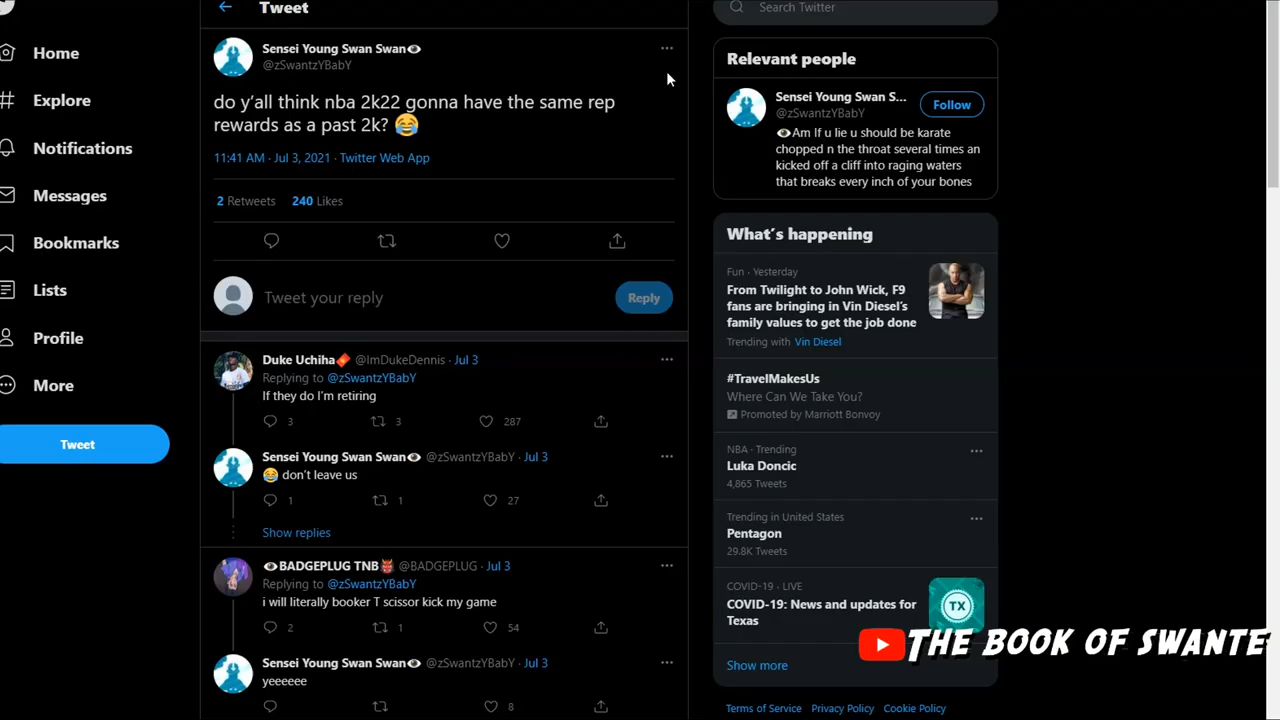 Tweet
Search Twitter
Home
Explore
Notifications
Messages
Bookmarks
Lists
Profile
More
Tweet
Sensei Young Swan Swan👁
@zSwantzYBabY
do y'all think nba 2k22 gonna have the same rep
rewards as a past 2k? 😂
11:41 AM · Jul 3, 2021 · Twitter Web App
2 Retweets 240 Likes
Tweet your reply
Reply
Duke Uchiha🧧 @ImDukeDennis · Jul 3
Replying to @zSwantzYBabY
If they do I'm retiring
3 3 287
Sensei Young Swan Swan👁 @zSwantzYBabY · Jul 3
😂 don't leave us
1 1 27
Show replies
👁BADGEPLUG TNB👹 @BADGEPLUG · Jul 3
Replying to @zSwantzYBabY
i will literally booker T scissor kick my game
2 1 54
Sensei Young Swan Swan👁 @zSwantzYBabY · Jul 3
yeeeeee
8
Relevant people
Sensei Young Swan S...
@zSwantzYBabY
Follow
👁Am If u lie u should be karate
chopped n the throat several times an
kicked off a cliff into raging waters
that breaks every inch of your bones
What's happening
Fun · Yesterday
From Twilight to John Wick, F9
fans are bringing in Vin Diesel's
family values to get the job done
Trending with Vin Diesel
#TravelMakesUs
Where Can We Take You?
Promoted by Marriott Bonvoy
NBA · Trending
Luka Doncic
4,865 Tweets
Trending in United States
Pentagon
29.8K Tweets
COVID-19 · LIVE
COVID-19: News and updates for
Texas
TX
Show more
THE BOOK OF SWANTE
Terms of Service Privacy Policy Cookie Policy